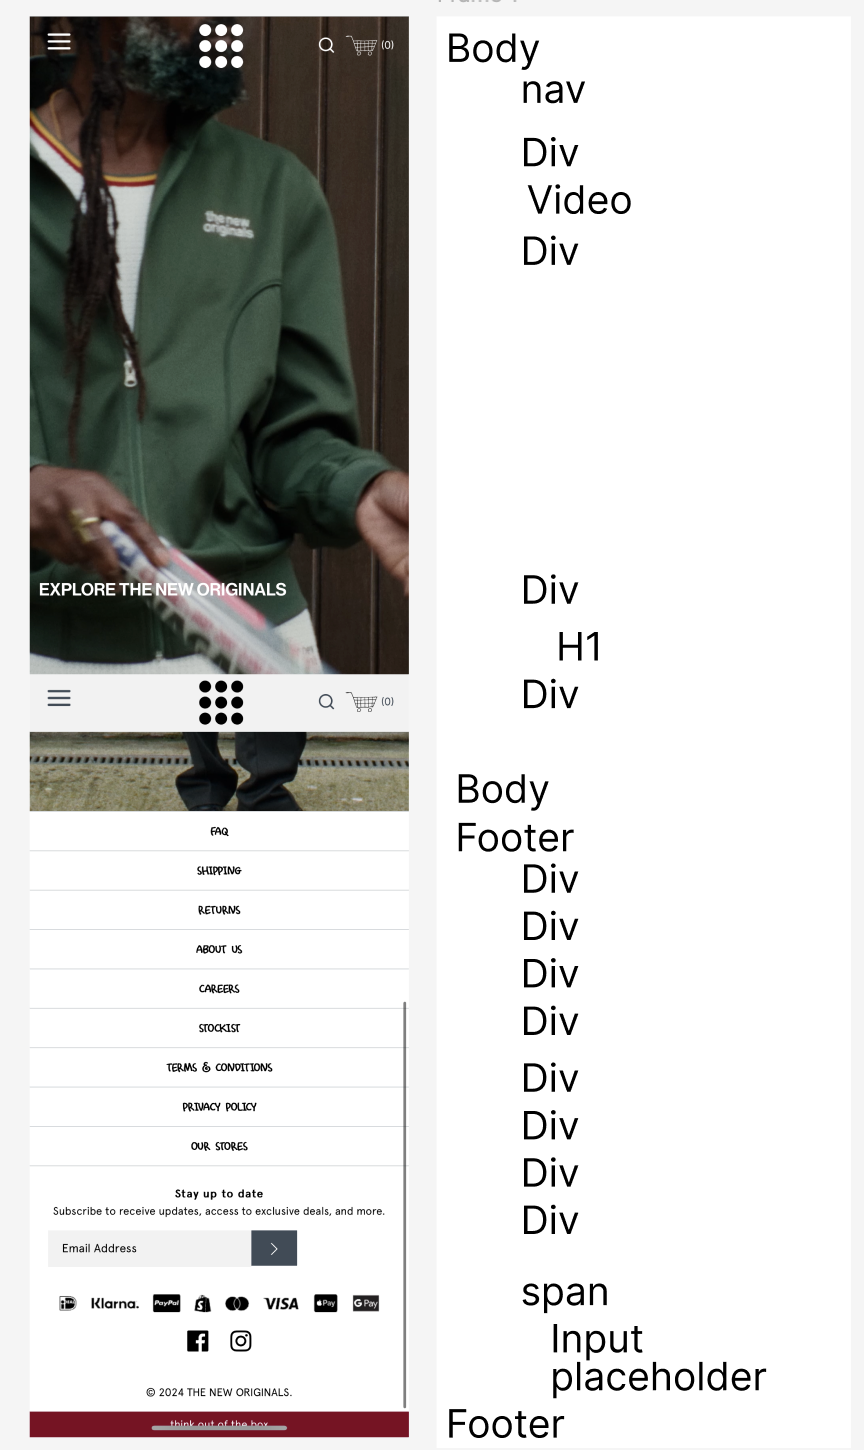 (0)
the new
originals
EXPLORE THE NEW ORIGINALS
(0)
FAQ
SHIPPING
RETURNS
ABOUT US
CAREERS
STOCKIST
TERMS & CONDITIONS
PRIVACY POLICY
OUR STORES
Stay up to date
Subscribe to receive updates, access to exclusive deals, and more.
Email Address
iDEAL Klarna. PayPal VISA Pay G Pay
© 2024 THE NEW ORIGINALS.
think out of the box
Body
nav
Div
Video
Div
Div
H1
Div
Body
Footer
Div
Div
Div
Div
Div
Div
Div
Div
span
Input
placeholder
Footer